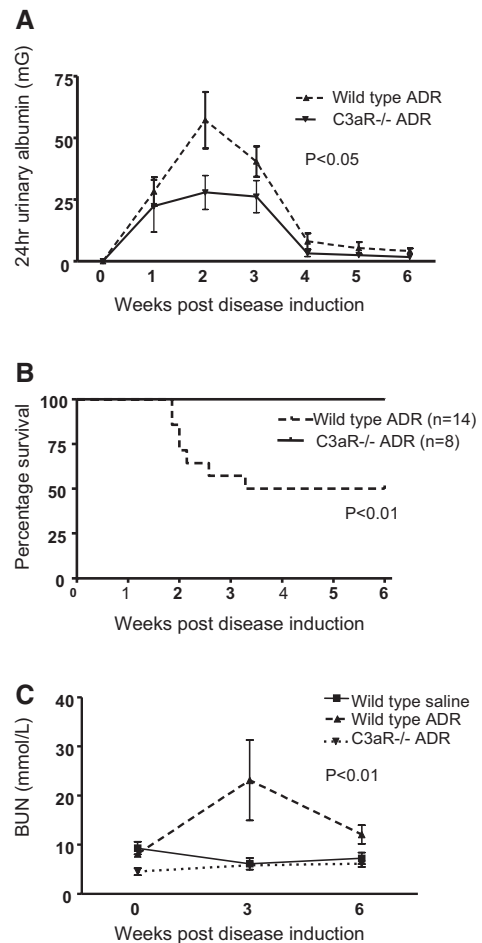 A
24hr urinary albumin (mG)
75
50
25
0
Wild type ADR
C3aR-/- ADR
P<0.05
0 1 2 3 4 5 6
Weeks post disease induction
B
Percentage survival
100
75
50
25
0
Wild type ADR (n=14)
C3aR-/- ADR (n=8)
P<0.01
0 1 2 3 4 5 6
Weeks post disease induction
C
BUN (mmol/L)
40
30
20
10
0
Wild type saline
Wild type ADR
C3aR-/- ADR
P<0.01
0 3 6
Weeks post disease induction